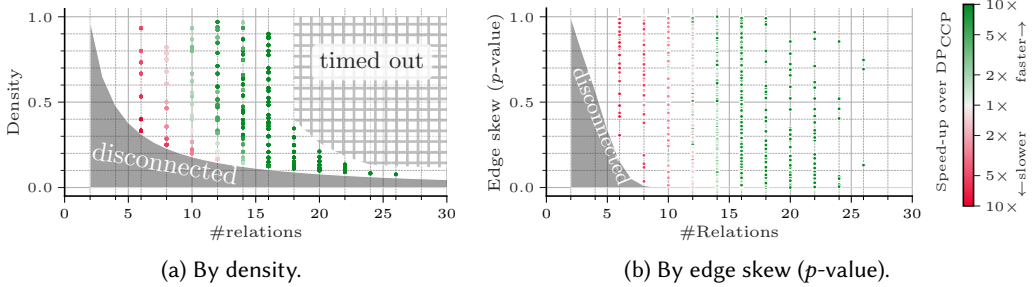 1.0
0.5
0.0
Density
timed out
disconnected
0 5 10 15 20 25 30
#relations
(a) By density.
1.0
0.5
0.0
Edge skew (p-value)
disconnected
0 5 10 15 20 25 30
#Relations
(b) By edge skew (p-value).
Speed-up over DPCCP
←slower faster→
10×
5×
2×
1×
2×
5×
10×